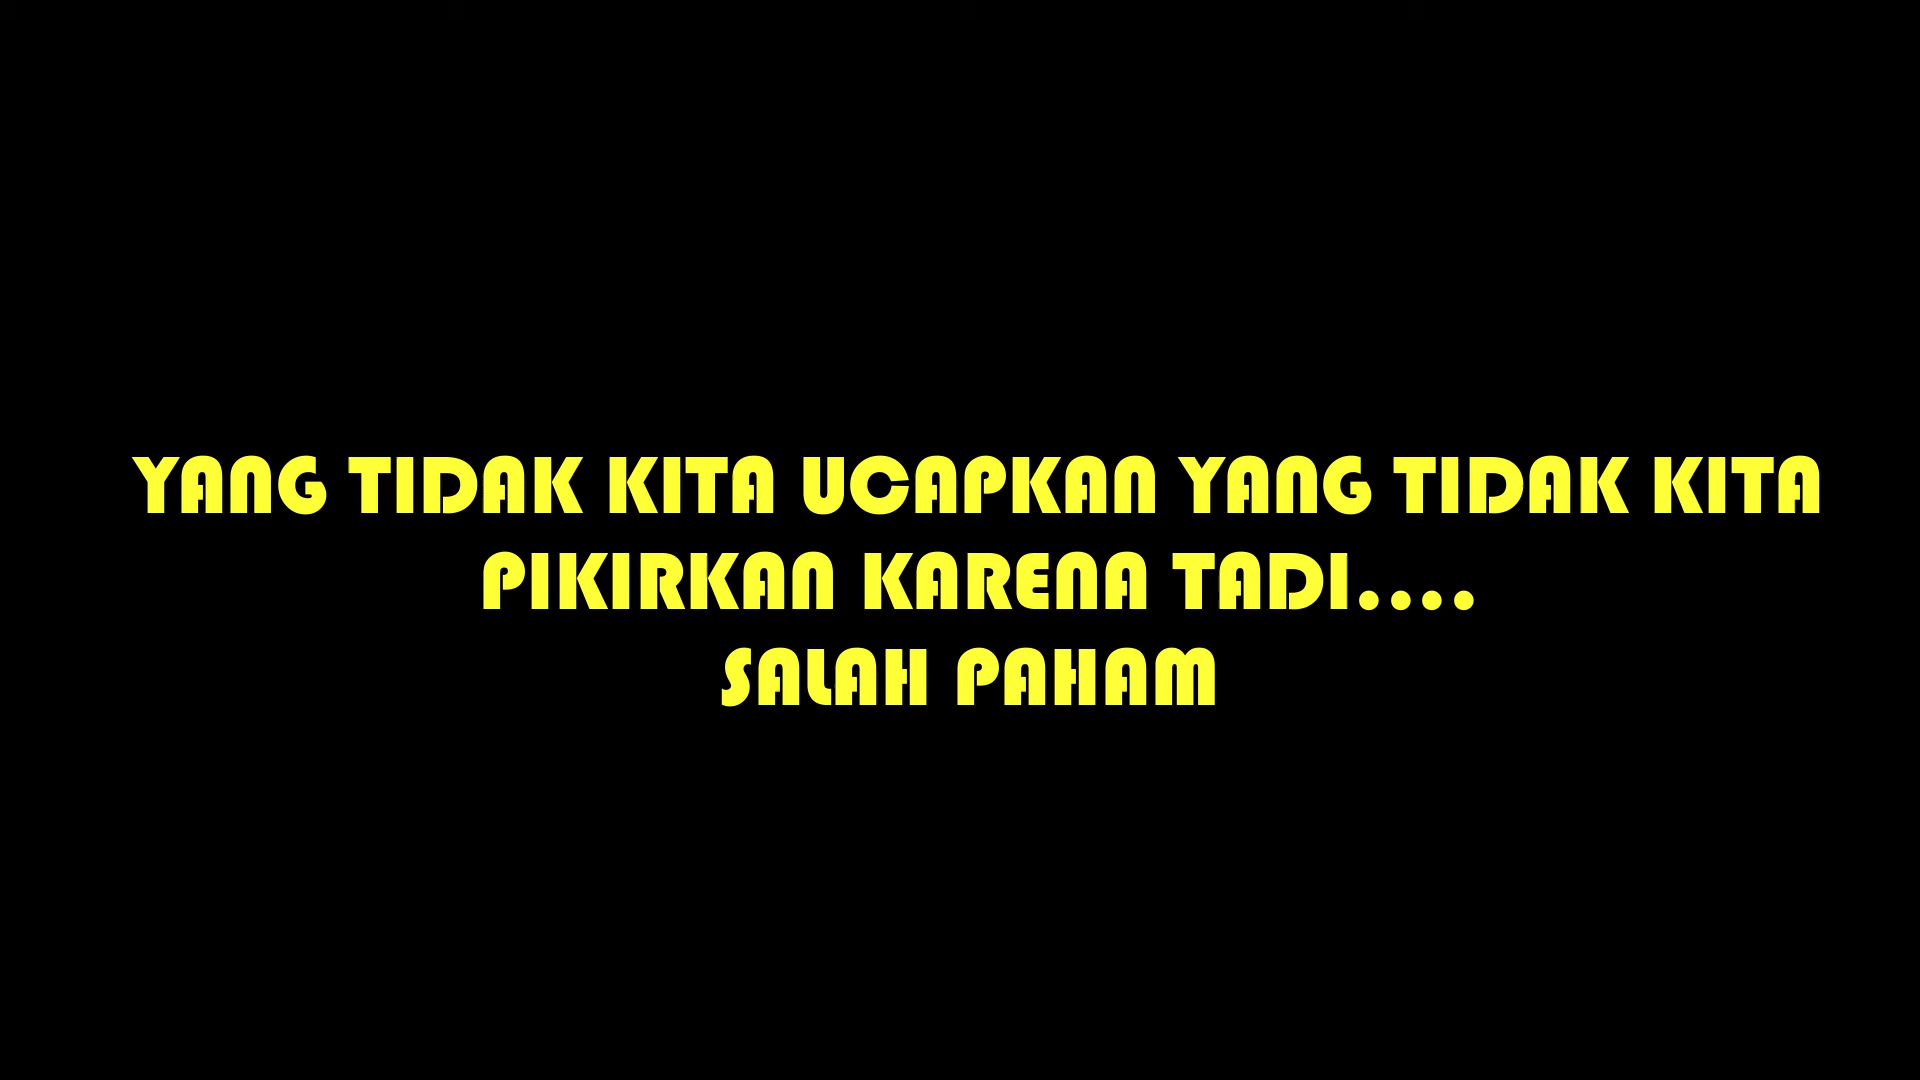 YANG TIDAK KITA UCAPKAN YANG TIDAK KITA
PIKIRKAN KARENA TADI....
SALAH PAHAM